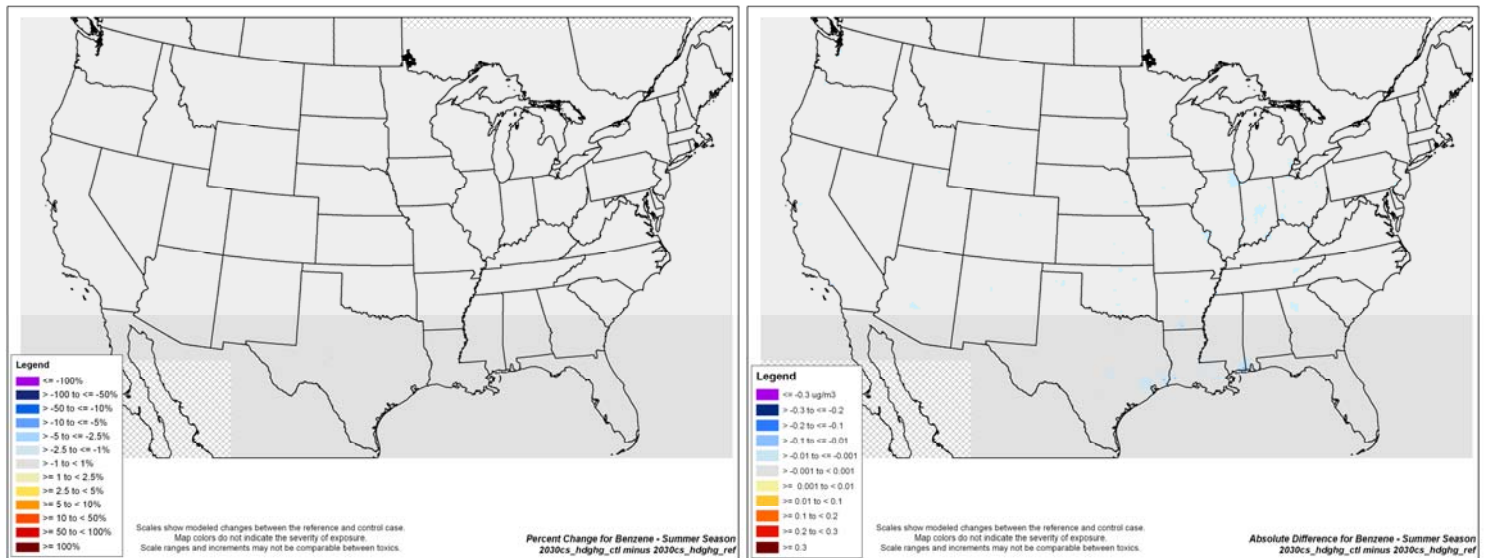 Legend
<= -100%
> -100 to <= -50%
> -50 to <= -10%
> -10 to <= -5%
> -5 to <= -2.5%
> -2.5 to <= -1%
> -1 to < 1%
>= 1 to < 2.5%
>= 2.5 to < 5%
>= 5 to < 10%
>= 10 to < 50%
>= 50 to < 100%
>= 100%
Scales show modeled changes between the reference and control case.
Map colors do not indicate the severity of exposure.
Scale ranges and increments may not be comparable between toxics.
Percent Change for Benzene - Summer Season
2030cs_hdghg_ctl minus 2030cs_hdghg_ref
Legend
<= -0.3 ug/m3
> -0.3 to <= -0.2
> -0.2 to <= -0.1
> -0.1 to <= -0.01
> -0.01 to <= -0.001
> -0.001 to < 0.001
>= 0.001 to < 0.01
>= 0.01 to < 0.1
>= 0.1 to < 0.2
>= 0.2 to < 0.3
>= 0.3
Scales show modeled changes between the reference and control case.
Map colors do not indicate the severity of exposure.
Scale ranges and increments may not be comparable between toxics.
Absolute Difference for Benzene - Summer Season
2030cs_hdghg_ctl minus 2030cs_hdghg_ref